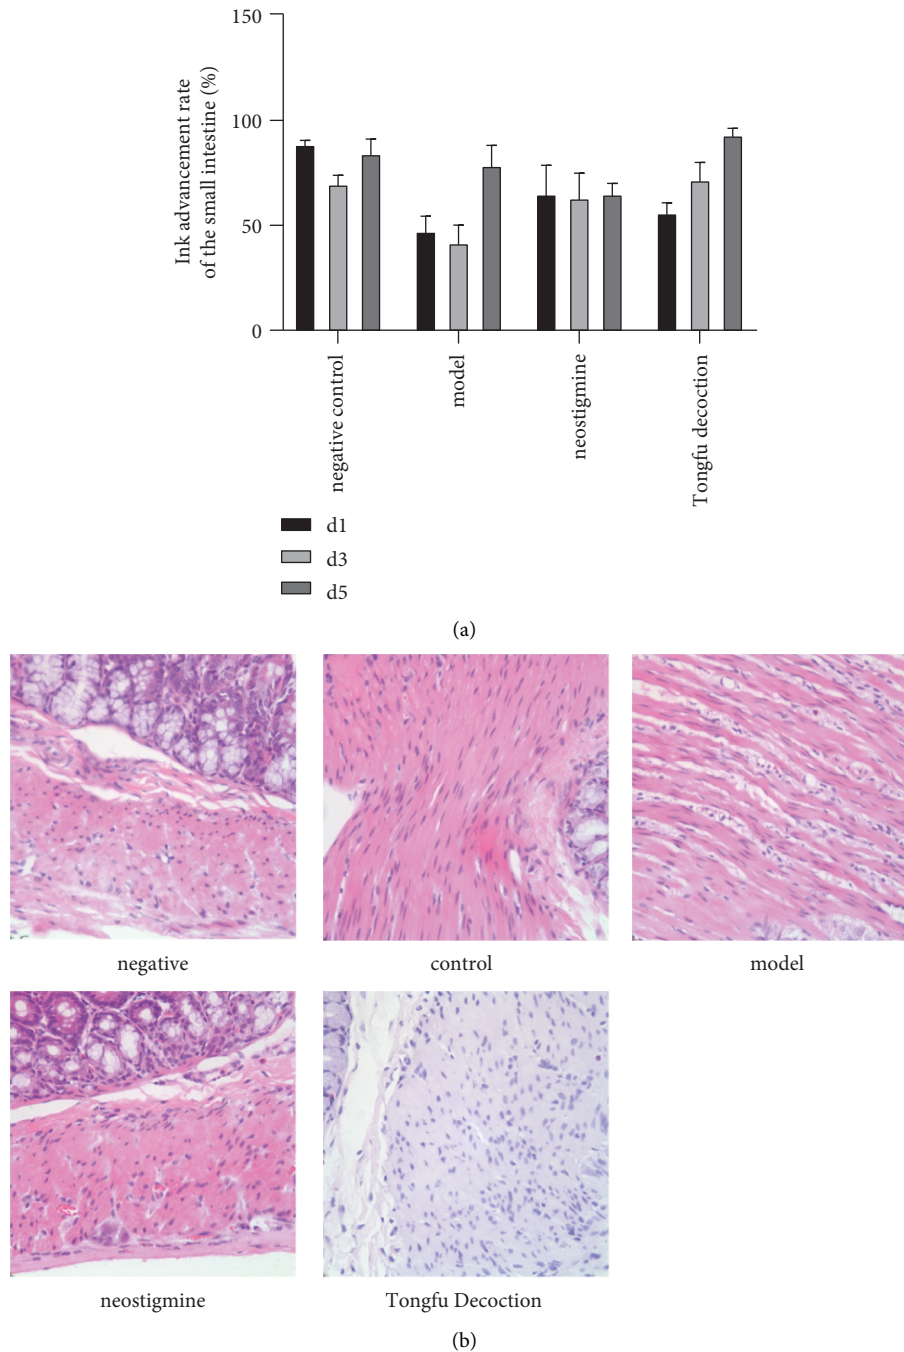 Ink advancement rate
of the small intestine (%)
150
100
50
0
negative control
model
neostigmine
Tongfu decoction
d1
d3
d5
(a)
negative
control
model
neostigmine
Tongfu Decoction
(b)